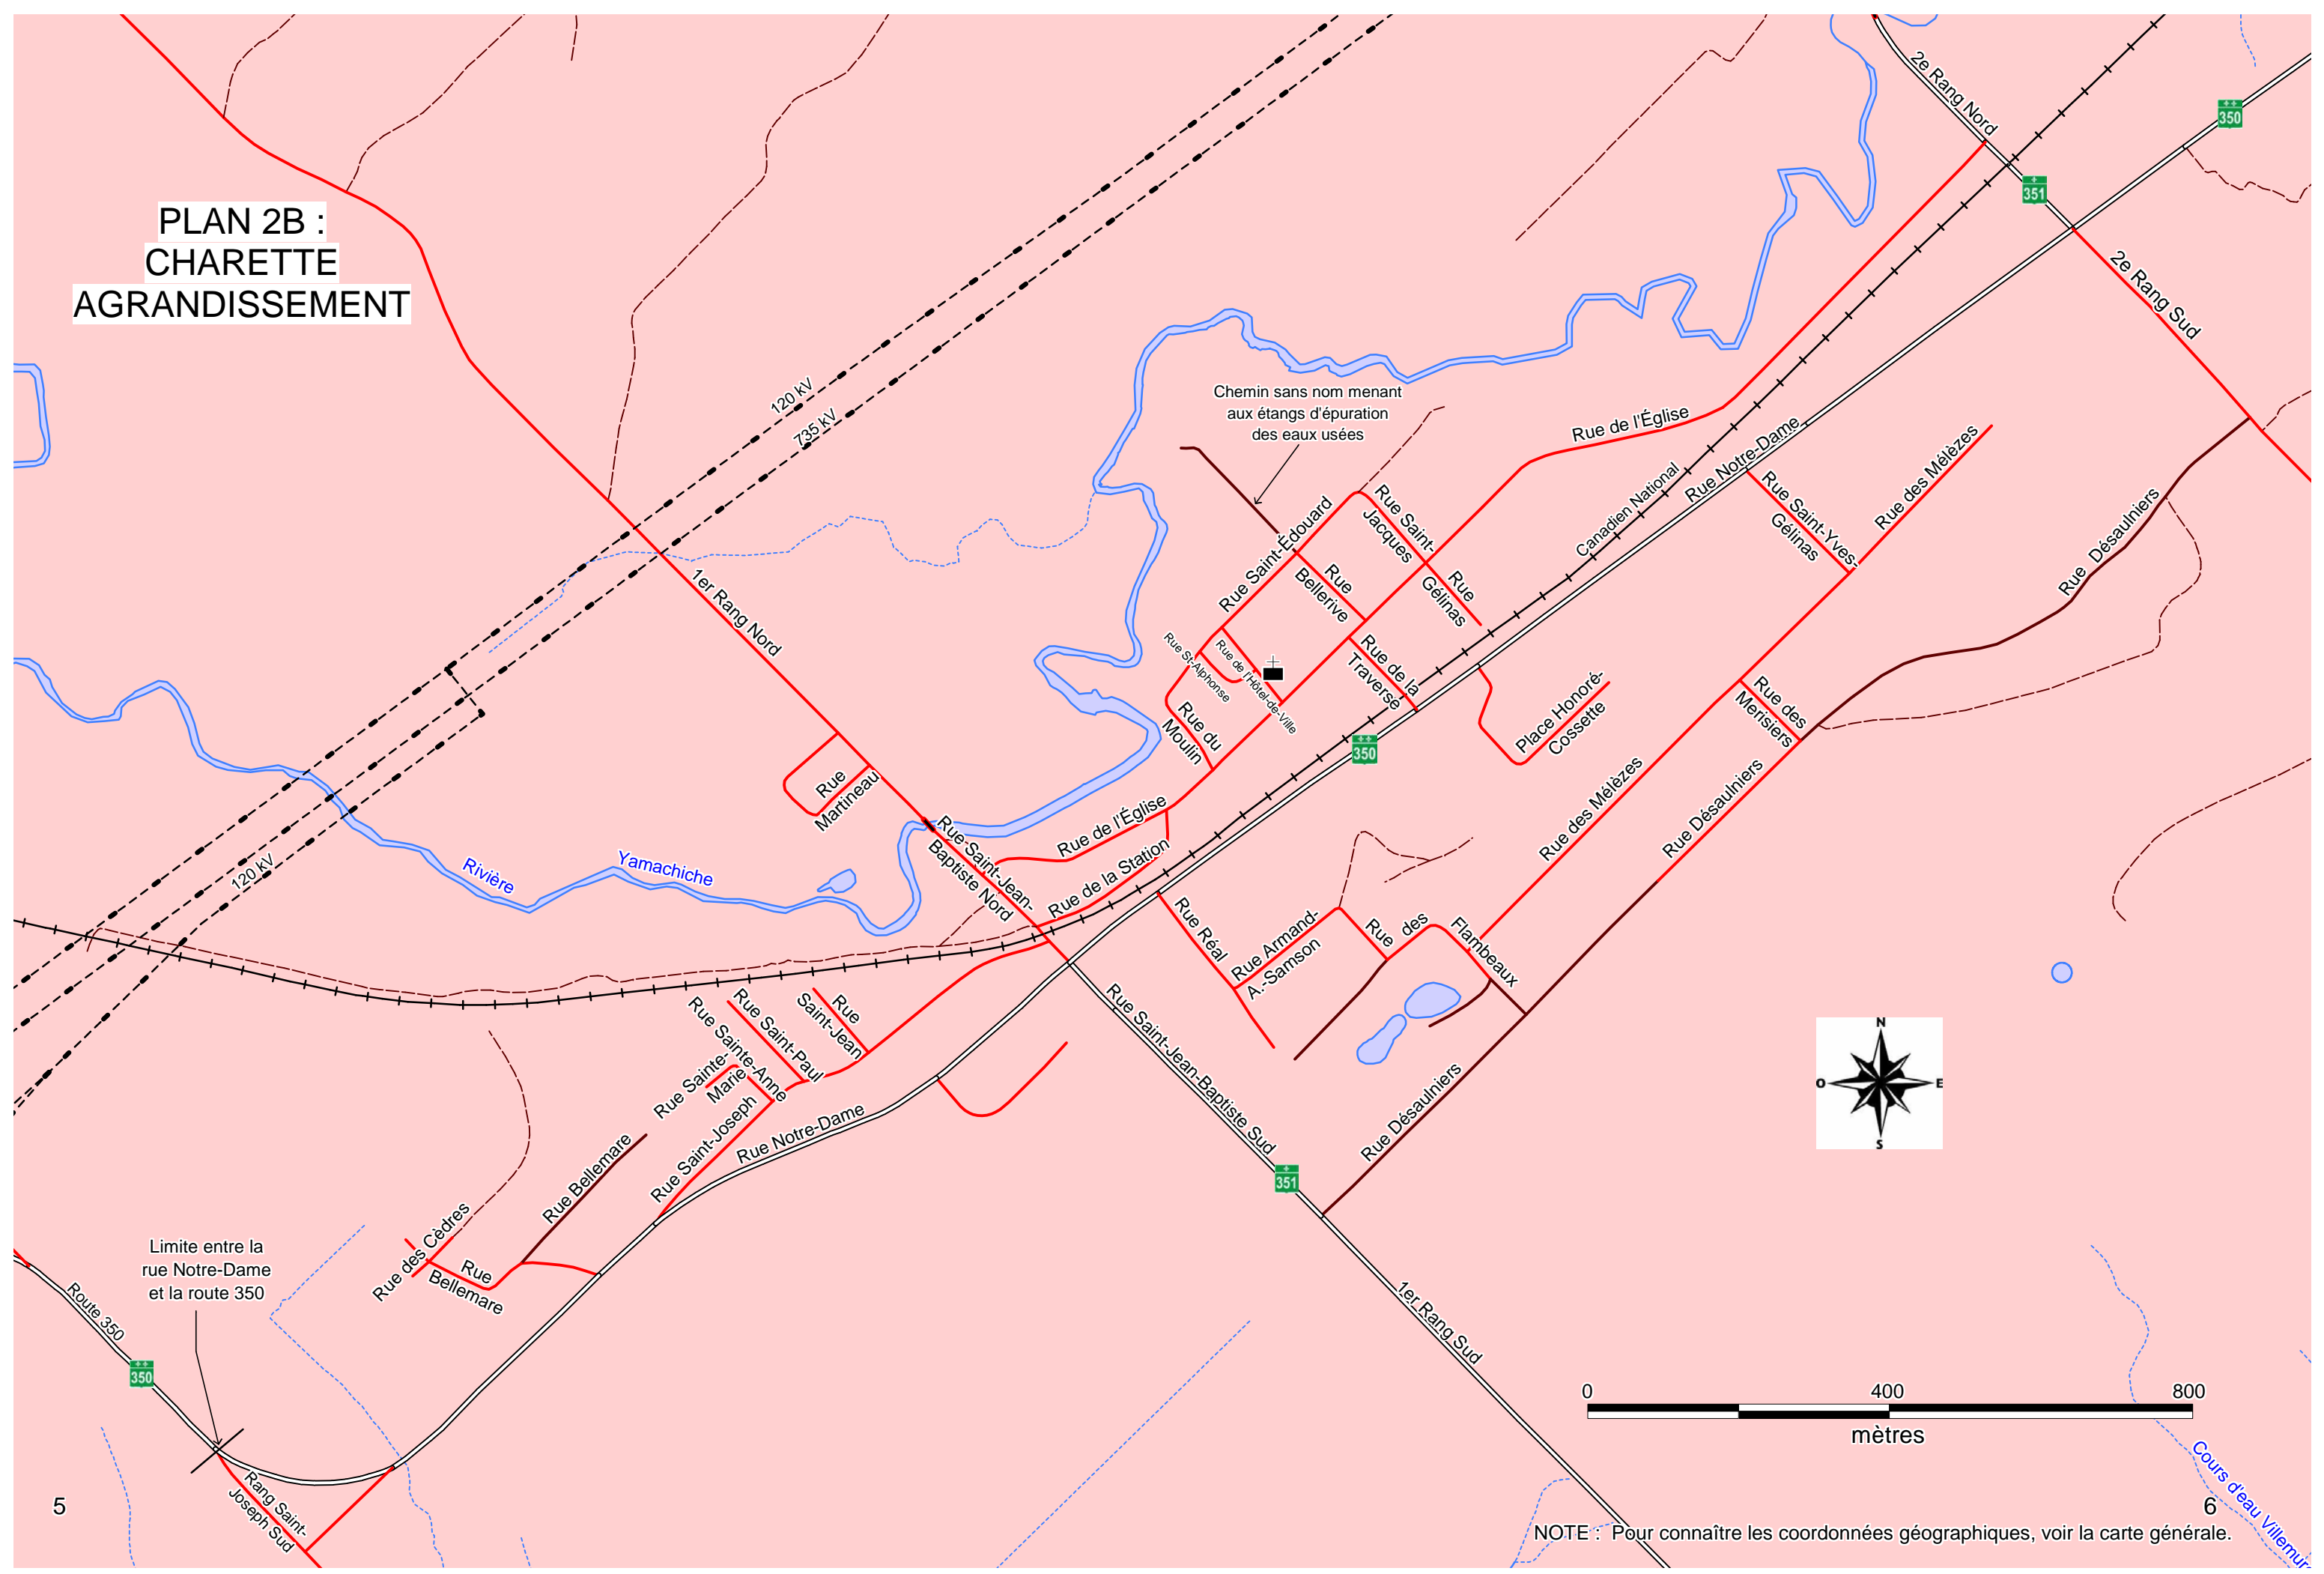 PLAN 2B :
CHARETTE
AGRANDISSEMENT
2e Rang Nord
350
351
2e Rang Sud
120 kV
735 kV
Chemin sans nom menant
aux étangs d'épuration
des eaux usées
Rue de l'Église
Canadien National
Rue Notre-Dame
Rue des Mélèzes
Rue Saint-Yves-
Gélinas
Rue Désaulniers
Rue Saint-Édouard
Rue Saint-
Jacques
Rue
Gélinas
Rue
Bellerive
1er Rang Nord
Rue St-Alphonse
Rue de l'Hôtel-de-Ville
Rue de la
Traverse
Rue du
Moulin
350
Place Honoré-
Cossette
Rue des
Merisiers
Rue
Martineau
Rue des Mélèzes
Rue Désaulniers
Rue Saint-Jean-
Baptiste Nord
Rue de l'Église
Rue de la Station
Rivière
Yamachiche
120 kV
Rue Réal
Rue Armand-
A.-Samson
Rue
des
Flambeaux
Rue
Saint-Jean
Rue Saint-Paul
Rue Sainte-Anne
Rue Sainte-
Marie
Rue Saint-Joseph
Rue Notre-Dame
Rue Saint-Jean-Baptiste Sud
351
Rue Désaulniers
N
O
E
S
Rue Bellemare
Rue des Cèdres
Rue
Bellemare
Limite entre la
rue Notre-Dame
et la route 350
Route 350
350
1er Rang Sud
0
400
800
mètres
Rang Saint-
Joseph Sud
Cours d'eau Villemur
5
6
NOTE : Pour connaître les coordonnées géographiques, voir la carte générale.